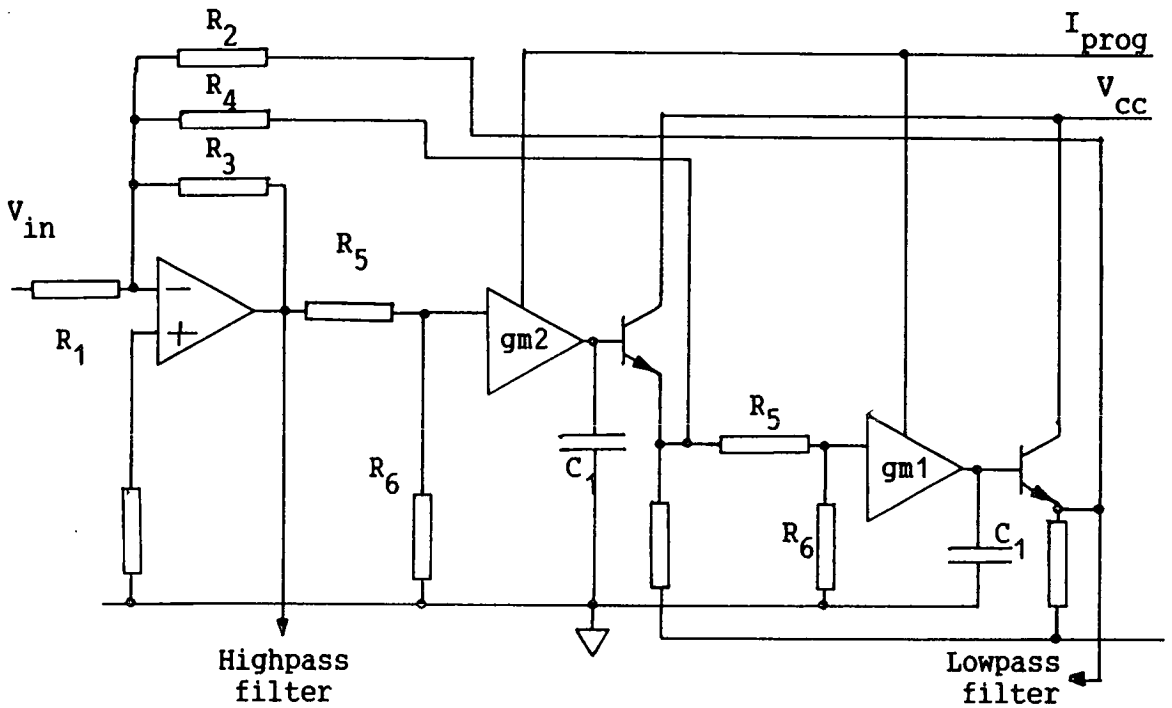 R2
Iprog
R4
Vcc
R3
Vin
R5
−
+
R1
gm2
R5
gm1
R6
C1
R6
C1
Highpass
filter
Lowpass
filter